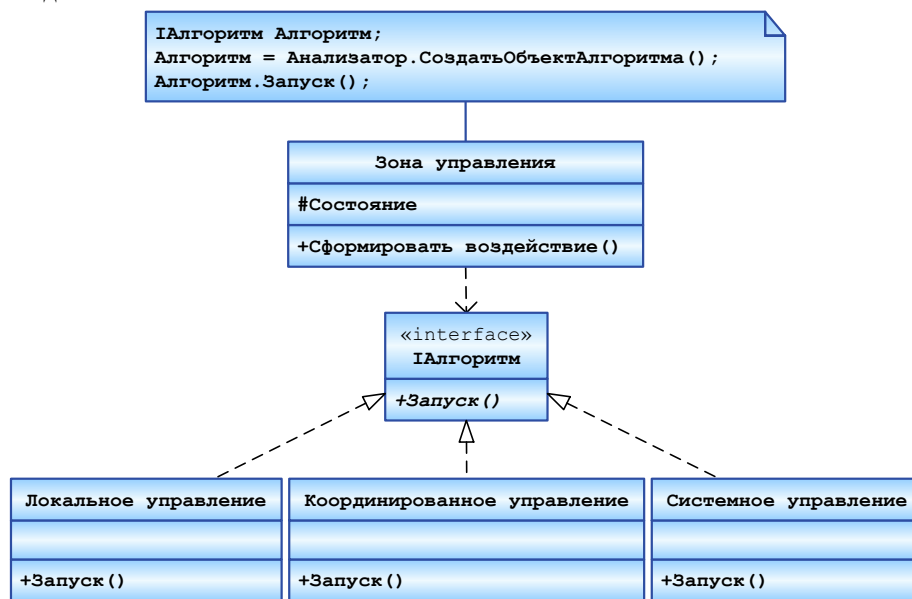 IАлгоритм Алгоритм;
Алгоритм = Анализатор.СоздатьОбъектАлгоритма();
Алгоритм.Запуск();
Зона управления
#Состояние
+Сформировать воздействие()
«interface»
IАлгоритм
+Запуск()
Локальное управление
Координированное управление
Системное управление
+Запуск()
+Запуск()
+Запуск()